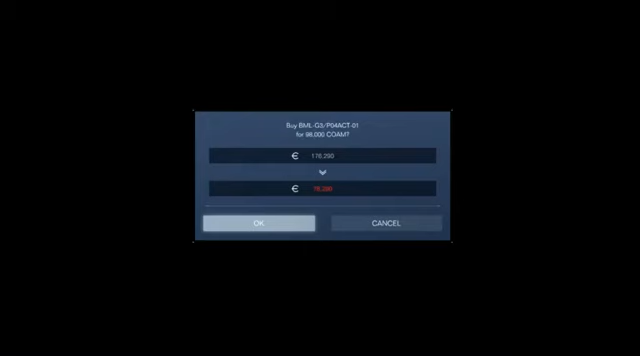 Buy BML-G3/P04ACT-01
for 98,000 COAM?
176,290
78,290
OK
CANCEL